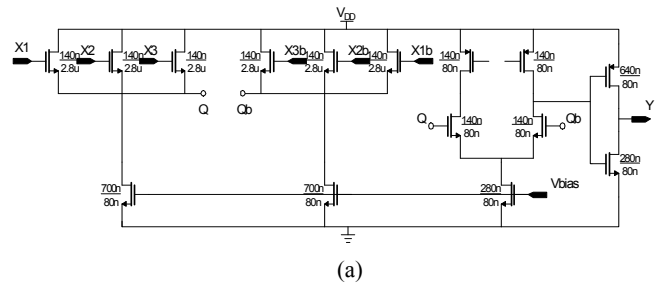 V_DD
X1 140n 2.8u X2 140n 2.8u X3 140n 2.8u 140n 2.8u X3b 140n 2.8u X2b 140n 2.8u X1b 140n 80n 140n 80n 640n 80n
Q Qb Q 140n 80n 140n 80n Qb Y
700n 80n 700n 80n 280n 80n Vbias 280n 80n
(a)